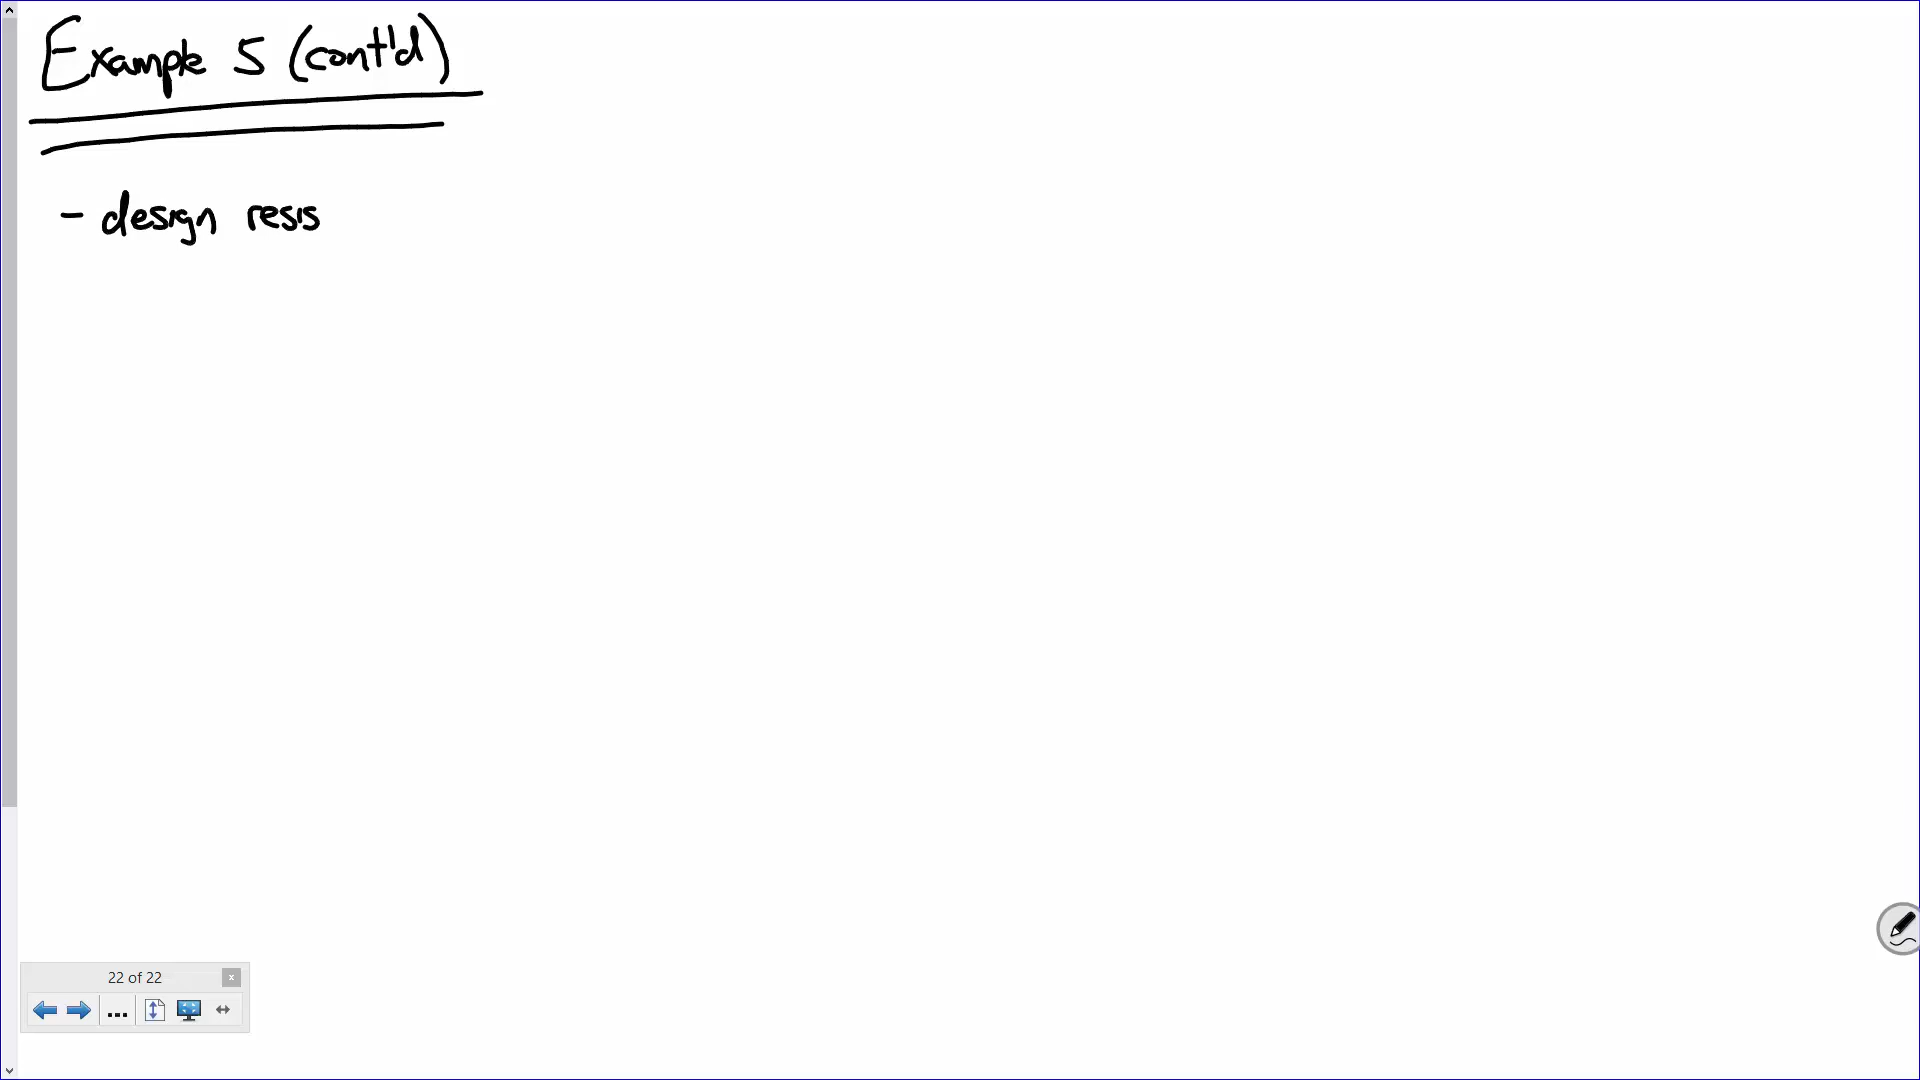 Example 5 (cont'd)
- design resis
22 of 22
x
...